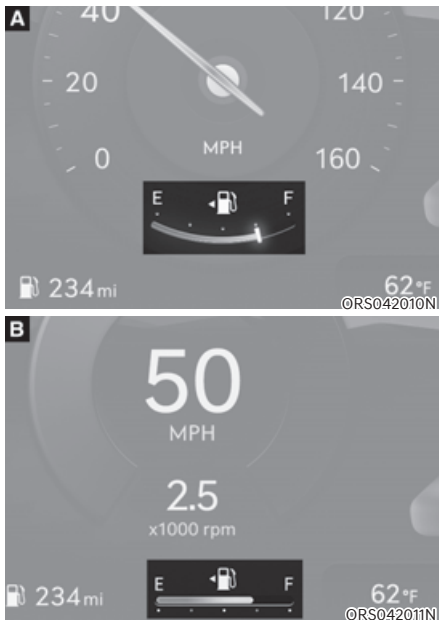 A
40
120
20
140
0
MPH
160
E
F
234mi
62°F
ORS042010N
B
50
MPH
2.5
x1000 rpm
E
F
234mi
62°F
ORS042011N